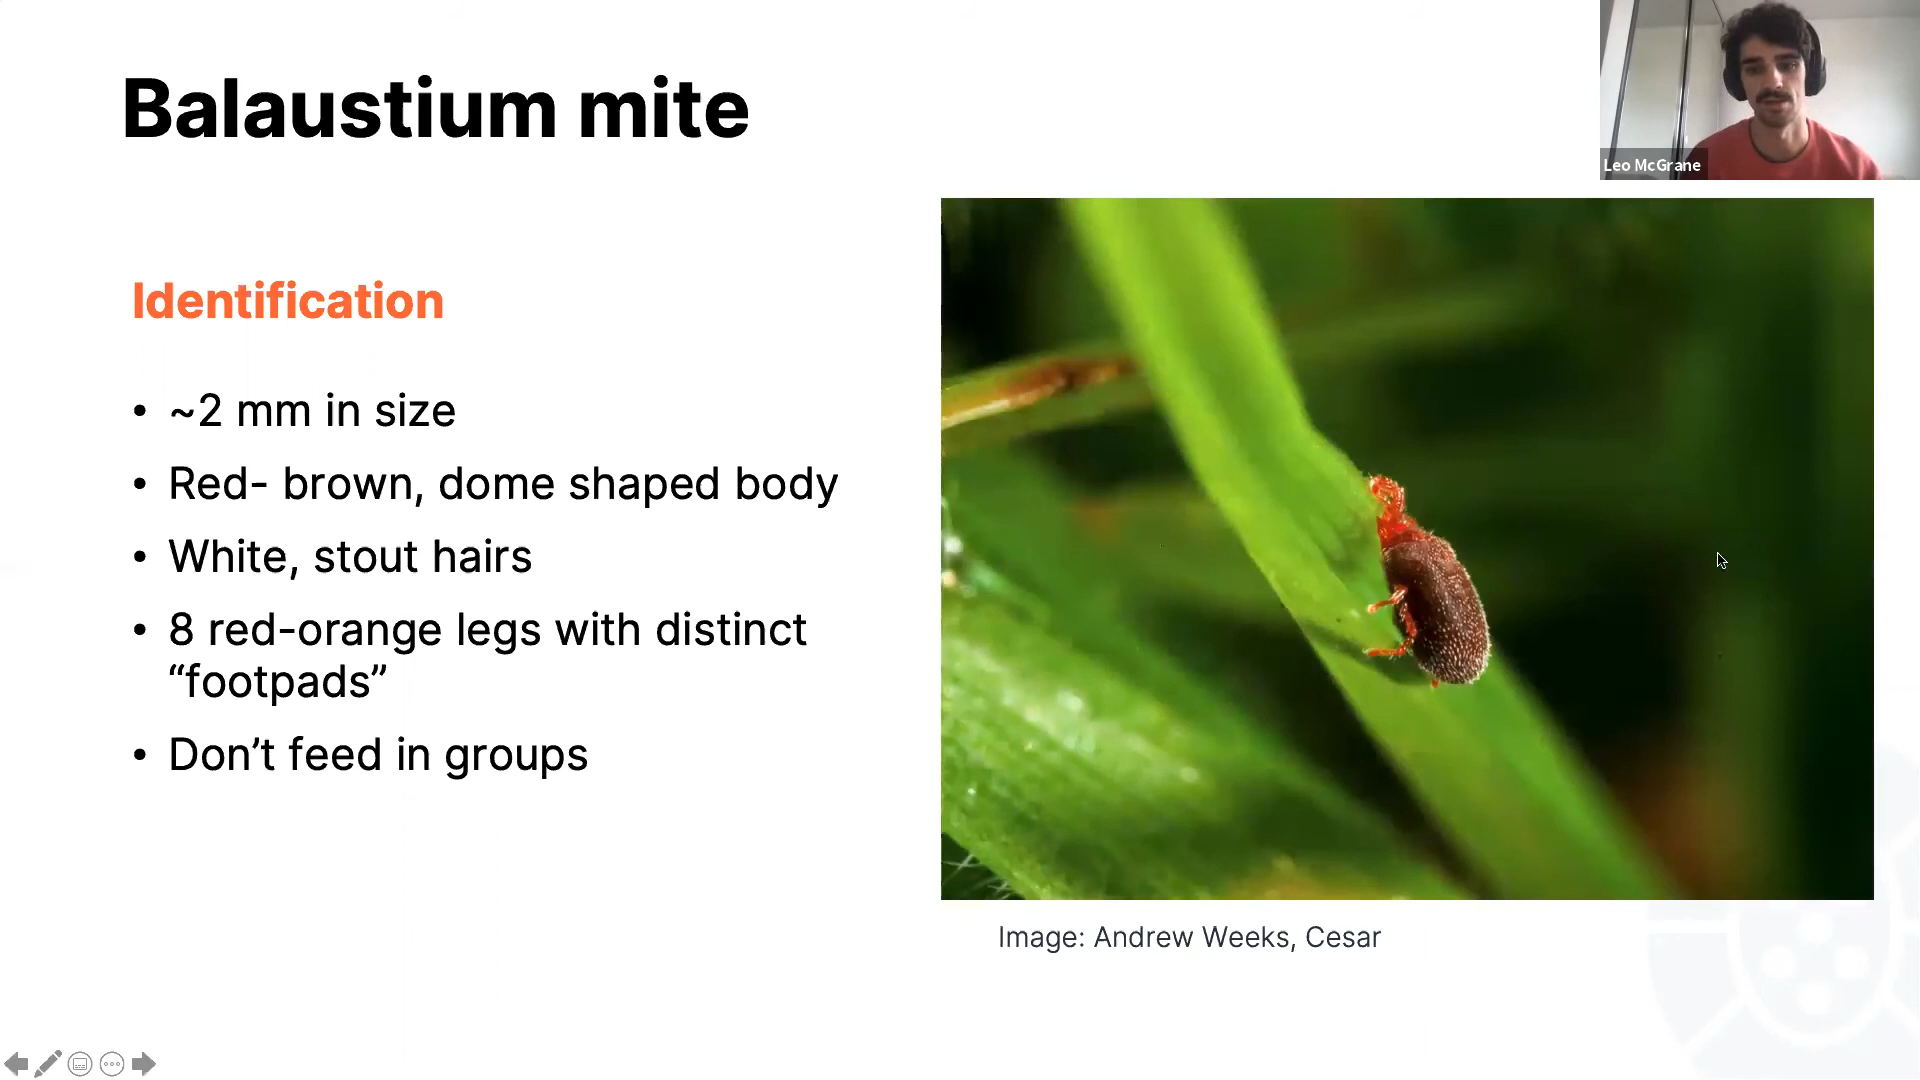 Balaustium mite
Leo McGrane
Identification
• ~2 mm in size
• Red- brown, dome shaped body
• White, stout hairs
• 8 red-orange legs with distinct
“footpads”
• Don’t feed in groups
Image: Andrew Weeks, Cesar